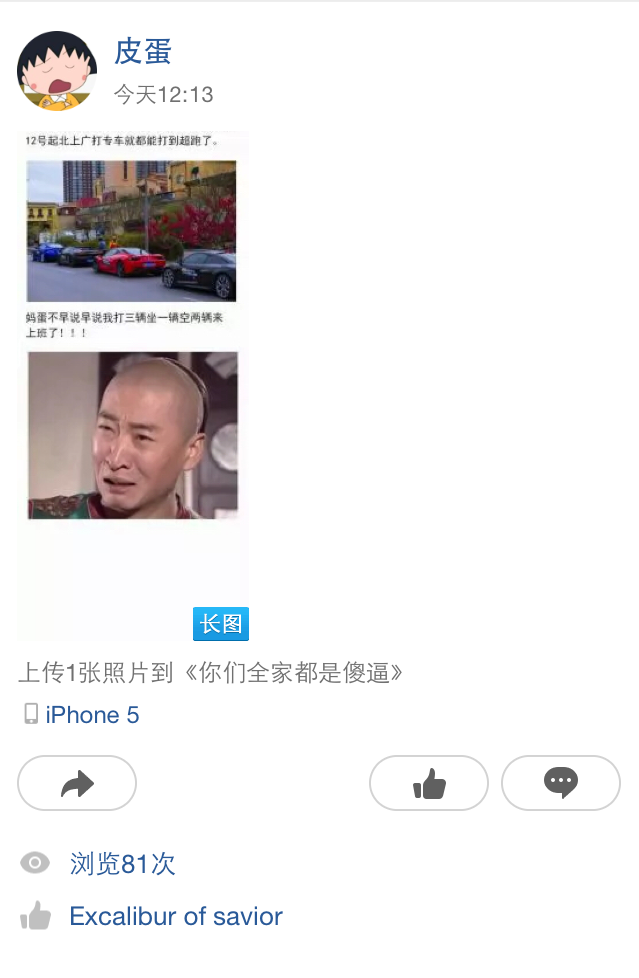 皮蛋
今天12:13
12号起北上广打专车就都能打到超跑了。
妈蛋不早说早说我打三辆坐一辆空两辆来
上班了！！！
长图
上传1张照片到《你们全家都是傻逼》
iPhone 5
浏览81次
Excalibur of savior